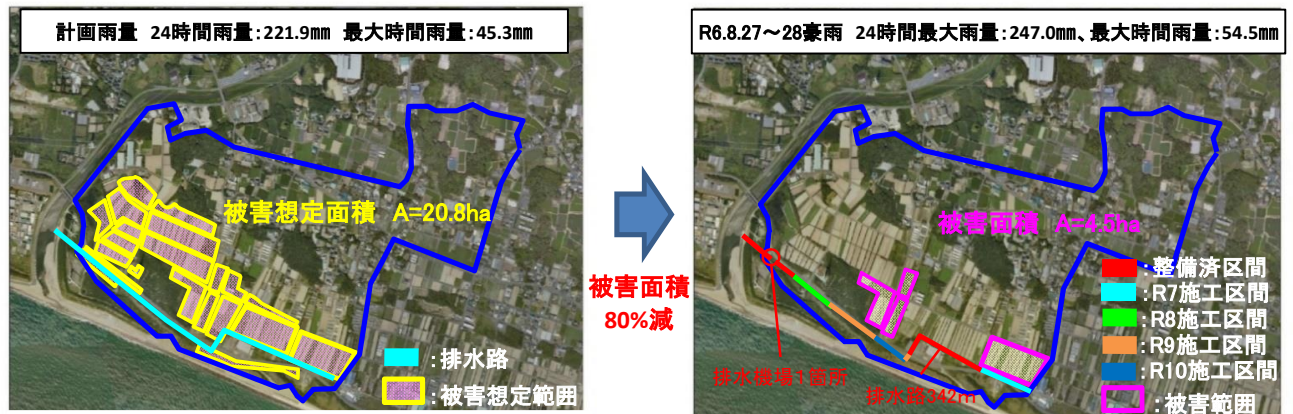 計画雨量 24時間雨量:221.9㎜ 最大時間雨量:45.3㎜
被害想定面積 A=20.8ha
:排水路
:被害想定範囲
被害面積
80%減
R6.8.27～28豪雨 24時間最大雨量:247.0㎜、最大時間雨量:54.5㎜
被害面積 A=4.5ha
排水機場1箇所
排水路342m
:整備済区間
:R7施工区間
:R8施工区間
:R9施工区間
:R10施工区間
:被害範囲